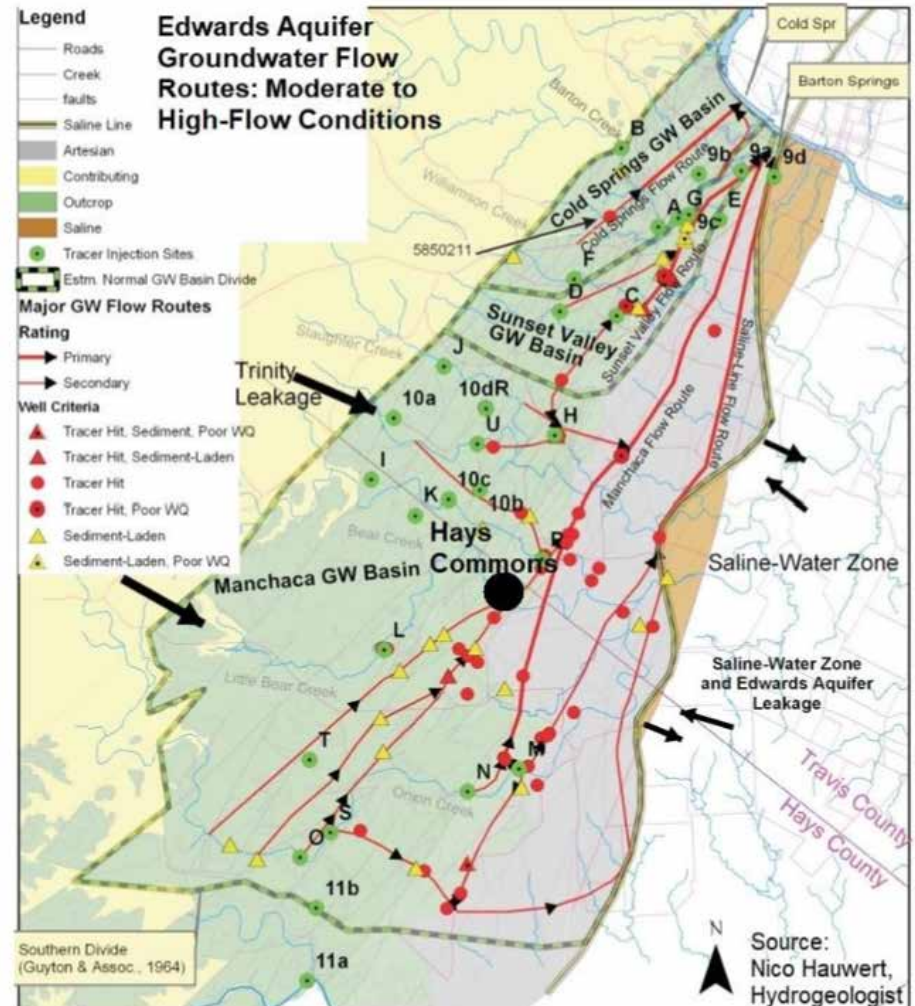 Legend
Roads
Creek
faults
Saline Line
Artesian
Contributing
Outcrop
Saline
Tracer Injection Sites
Estm. Normal GW Basin Divide
Major GW Flow Routes
Rating
Primary
Secondary
Well Criteria
Tracer Hit, Sediment, Poor WQ
Tracer Hit, Sediment-Laden
Tracer Hit
Tracer Hit, Poor WQ
Sediment-Laden
Sediment-Laden, Poor WQ
Edwards Aquifer
Groundwater Flow
Routes: Moderate to
High-Flow Conditions
Cold Spr
Barton Springs
Barton Creek
B
Cold Springs GW Basin
Cold Springs Flow Route
9b
9a
9d
Williamson Creek
A
G
E
9c
5850211
F
D
C
Sunset Valley
GW Basin
Sunset Valley Flow Route
Slaughter Creek
J
Trinity
Leakage
10a
10dR
U
H
Manchaca Flow Route
Saline-Line Flow Route
I
10c
K
10b
Bear Creek
Hays
Commons
P
Saline-Water Zone
Manchaca GW Basin
L
Little Bear Creek
Saline-Water Zone
and Edwards Aquifer
Leakage
T
N
M
Onion Creek
Travis County
Hays County
S
O
11b
Southern Divide
(Guyton & Assoc., 1964)
11a
N
Source:
Nico Hauwert,
Hydrogeologist